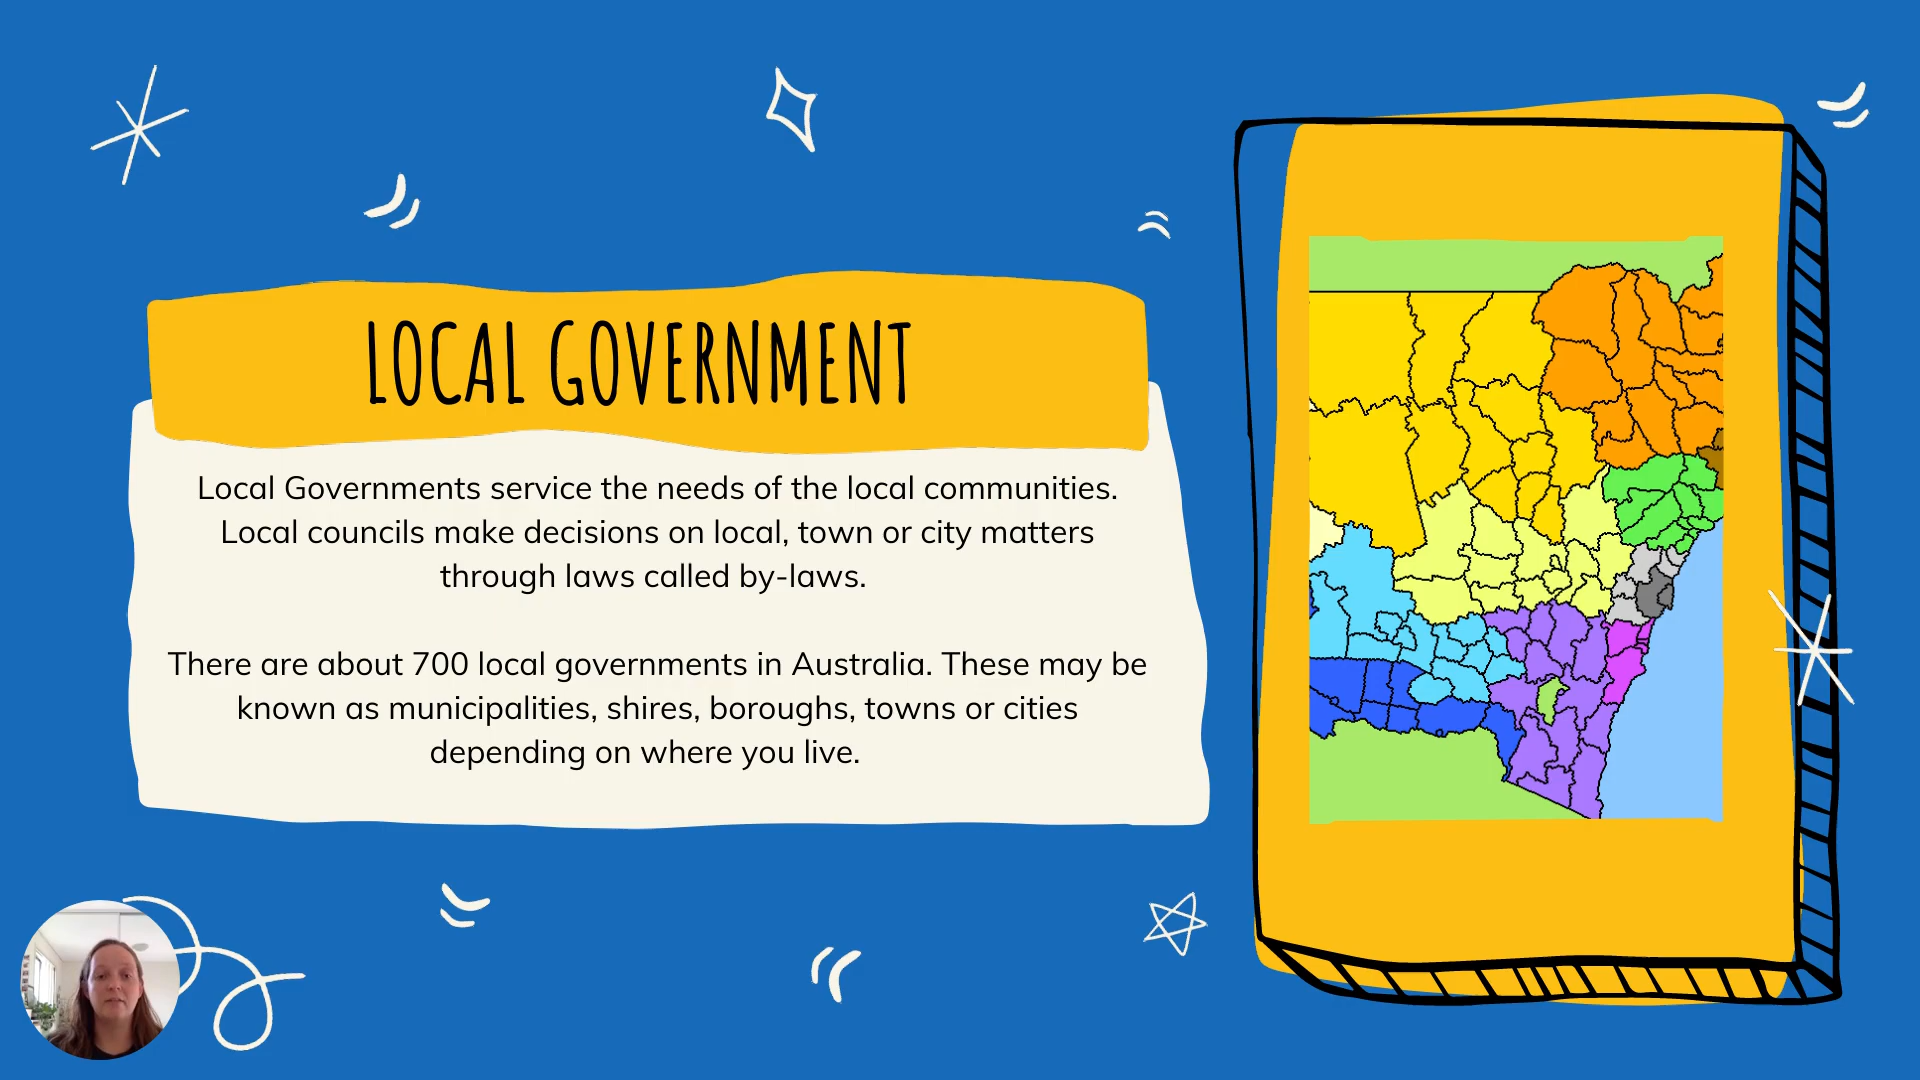 LOCAL GOVERNMENT
Local Governments service the needs of the local communities.
Local councils make decisions on local, town or city matters
through laws called by-laws.
There are about 700 local governments in Australia. These may be
known as municipalities, shires, boroughs, towns or cities
depending on where you live.